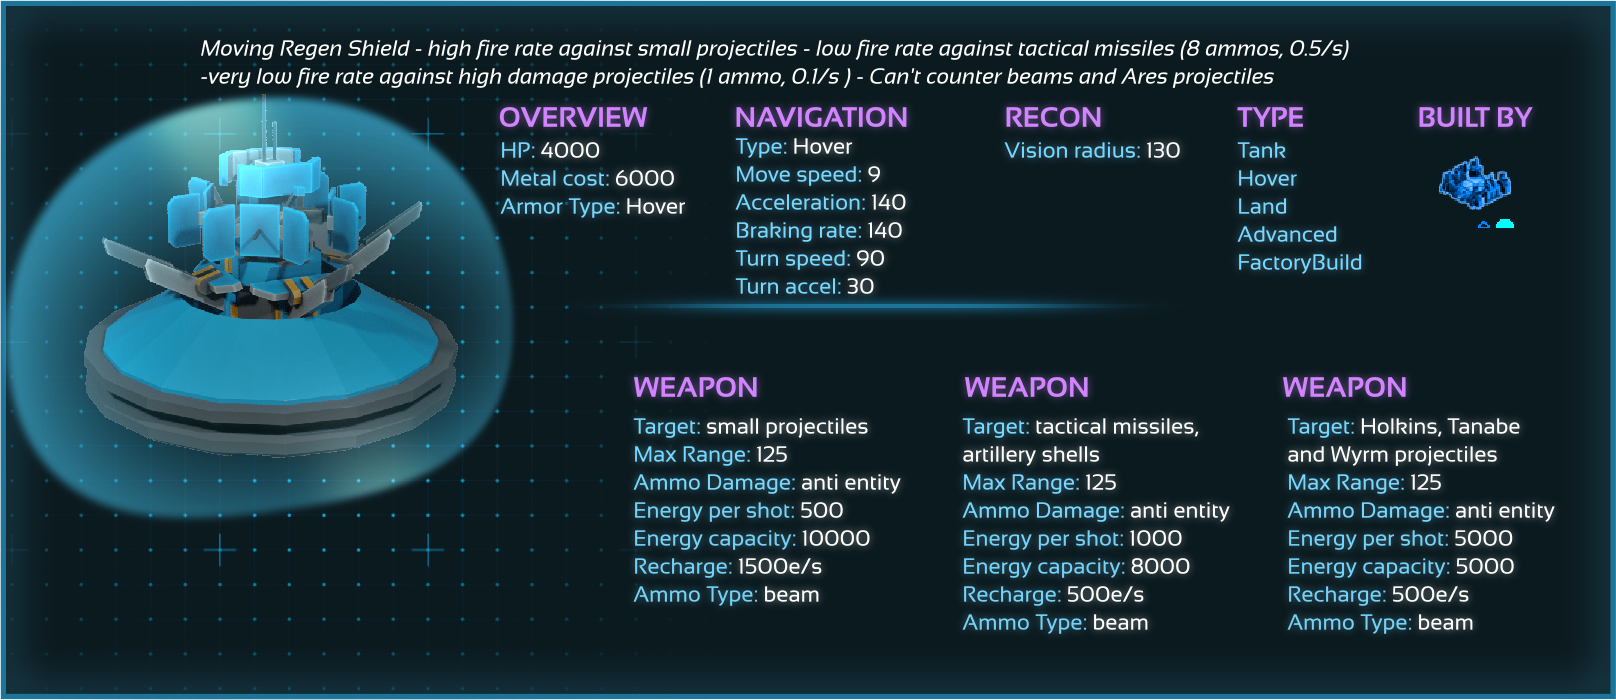 Moving Regen Shield - high fire rate against small projectiles - low fire rate against tactical missiles (8 ammos, 0.5/s)
-very low fire rate against high damage projectiles (1 ammo, 0.1/s ) - Can't counter beams and Ares projectiles
OVERVIEW
HP: 4000
Metal cost: 6000
Armor Type: Hover
NAVIGATION
Type: Hover
Move speed: 9
Acceleration: 140
Braking rate: 140
Turn speed: 90
Turn accel: 30
RECON
Vision radius: 130
TYPE
Tank
Hover
Land
Advanced
FactoryBuild
BUILT BY
WEAPON
Target: small projectiles
Max Range: 125
Ammo Damage: anti entity
Energy per shot: 500
Energy capacity: 10000
Recharge: 1500e/s
Ammo Type: beam
WEAPON
Target: tactical missiles,
artillery shells
Max Range: 125
Ammo Damage: anti entity
Energy per shot: 1000
Energy capacity: 8000
Recharge: 500e/s
Ammo Type: beam
WEAPON
Target: Holkins, Tanabe
and Wyrm projectiles
Max Range: 125
Ammo Damage: anti entity
Energy per shot: 5000
Energy capacity: 5000
Recharge: 500e/s
Ammo Type: beam